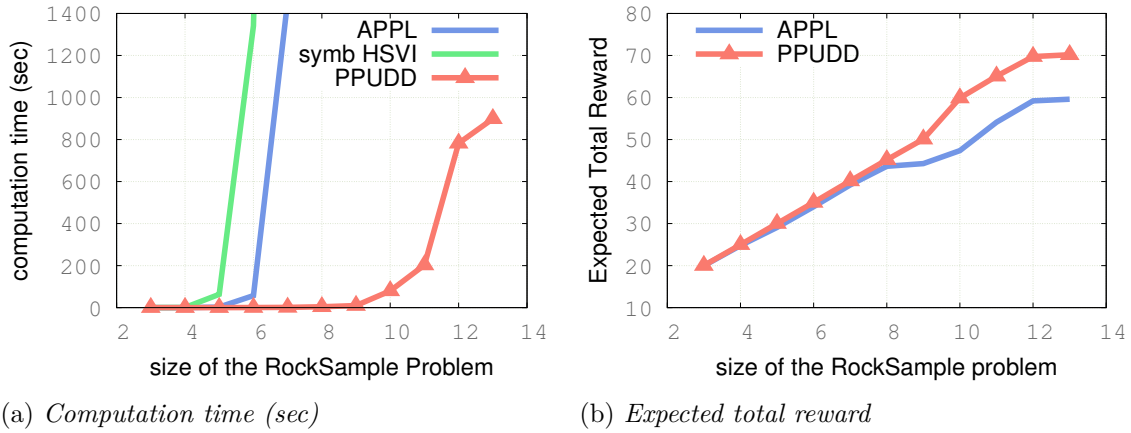 1400
1200
1000
800
600
400
200
0
computation time (sec)
APPL
symb HSVI
PPUDD
2 4 6 8 10 12 14
size of the RockSample Problem
80
70
60
50
40
30
20
10
Expected Total Reward
APPL
PPUDD
2 4 6 8 10 12 14
size of the RockSample problem
(a) Computation time (sec)
(b) Expected total reward